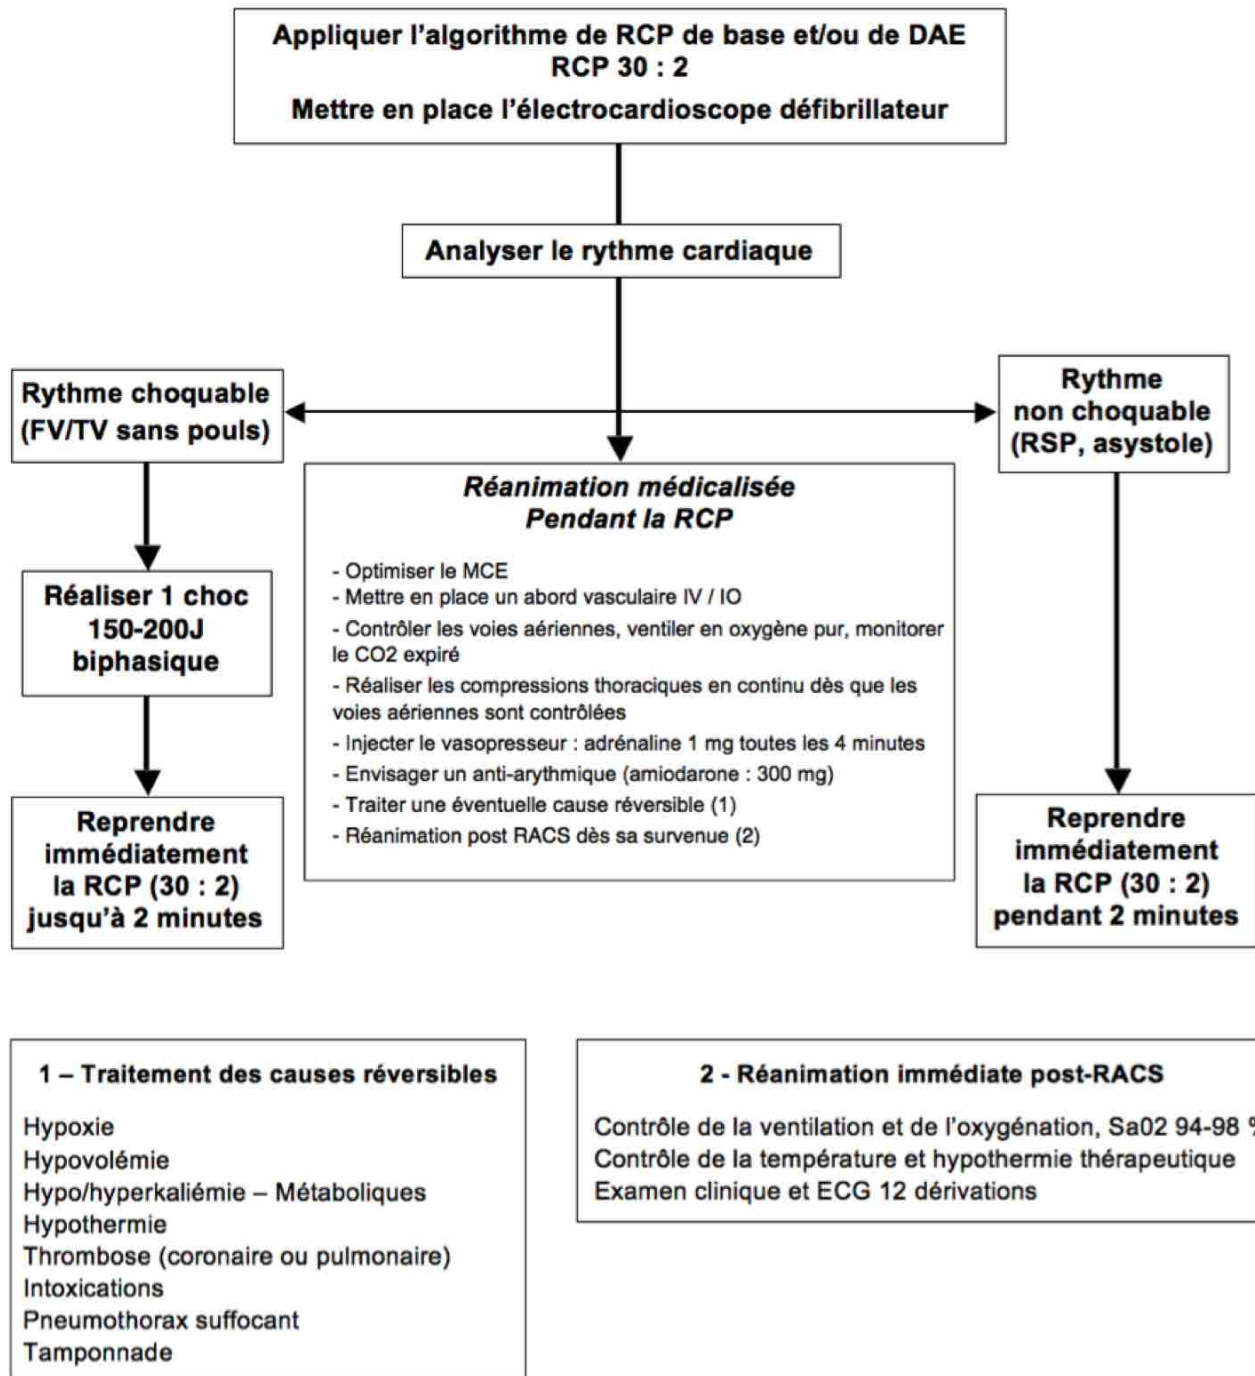 Appliquer l'algorithme de RCP de base et/ou de DAE
RCP 30 : 2
Mettre en place l'électrocardioscope défibrillateur
Analyser le rythme cardiaque
Rythme choquable
(FV/TV sans pouls)
Rythme
non choquable
(RSP, asystole)
Réanimation médicalisée
Pendant la RCP
- Optimiser le MCE
- Mettre en place un abord vasculaire IV / IO
- Contrôler les voies aériennes, ventiler en oxygène pur, monitorer
le CO2 expiré
- Réaliser les compressions thoraciques en continu dès que les
voies aériennes sont contrôlées
- Injecter le vasopresseur : adrénaline 1 mg toutes les 4 minutes
- Envisager un anti-arythmique (amiodarone : 300 mg)
- Traiter une éventuelle cause réversible (1)
- Réanimation post RACS dès sa survenue (2)
Réaliser 1 choc
150-200J
biphasique
Reprendre
immédiatement
la RCP (30 : 2)
jusqu'à 2 minutes
Reprendre
immédiatement
la RCP (30 : 2)
pendant 2 minutes
1 – Traitement des causes réversibles
Hypoxie
Hypovolémie
Hypo/hyperkaliémie – Métaboliques
Hypothermie
Thrombose (coronaire ou pulmonaire)
Intoxications
Pneumothorax suffocant
Tamponnade
2 - Réanimation immédiate post-RACS
Contrôle de la ventilation et de l'oxygénation, Sa02 94-98 %
Contrôle de la température et hypothermie thérapeutique
Examen clinique et ECG 12 dérivations